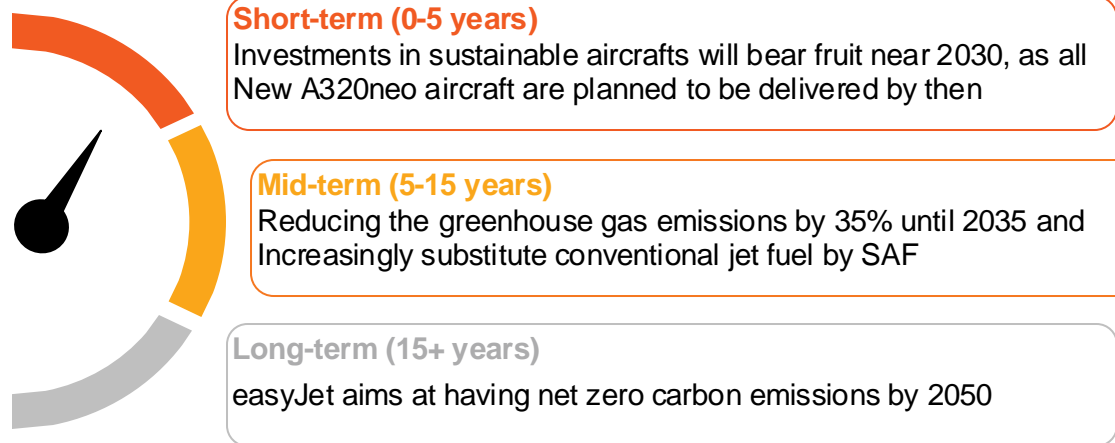 Short-term (0-5 years)
Investments in sustainable aircrafts will bear fruit near 2030, as all
New A320neo aircraft are planned to be delivered by then
Mid-term (5-15 years)
Reducing the greenhouse gas emissions by 35% until 2035 and
Increasingly substitute conventional jet fuel by SAF
Long-term (15+ years)
easyJet aims at having net zero carbon emissions by 2050